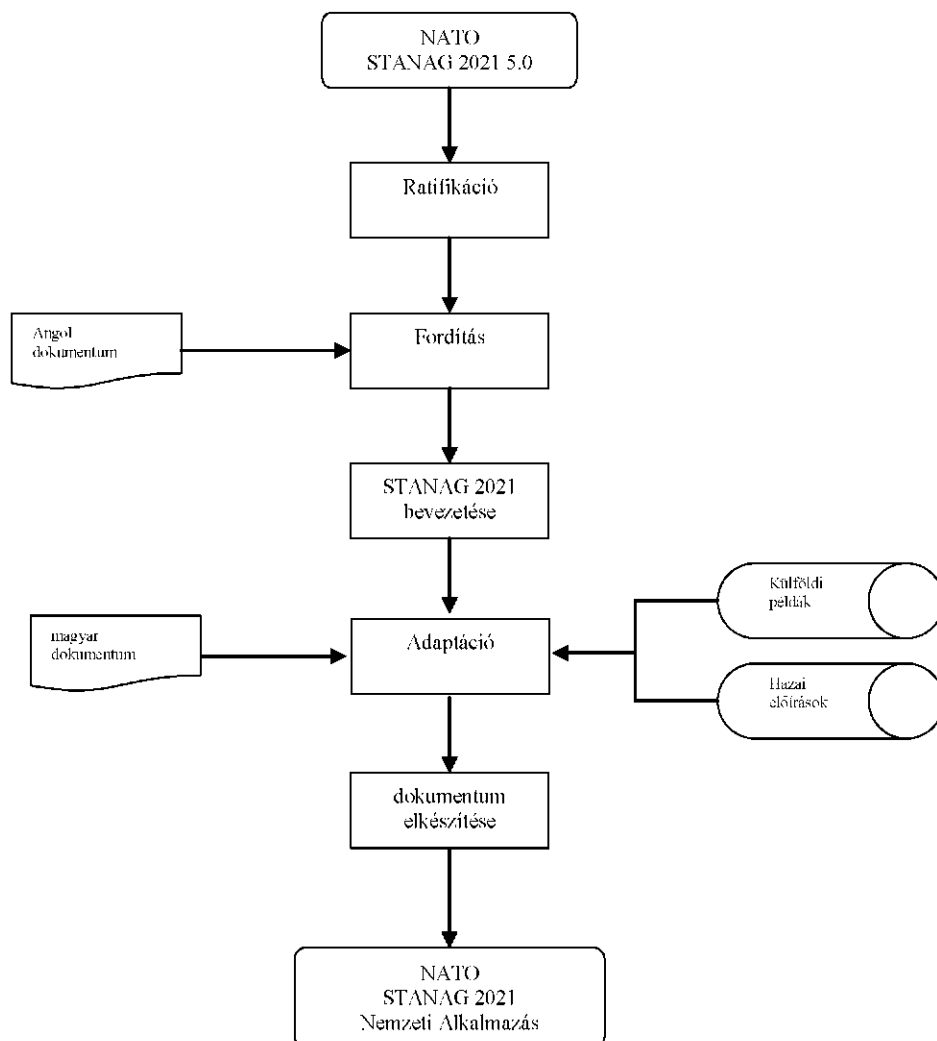 NATO
STANAG 2021 5.0
Ratifikáció
Angol
dokumentum
Fordítás
STANAG 2021
bevezetése
magyar
dokumentum
Adaptáció
Külföldi
példák
Hazai
előírások
dokumentum
elkészítése
NATO
STANAG 2021
Nemzeti Alkalmazás